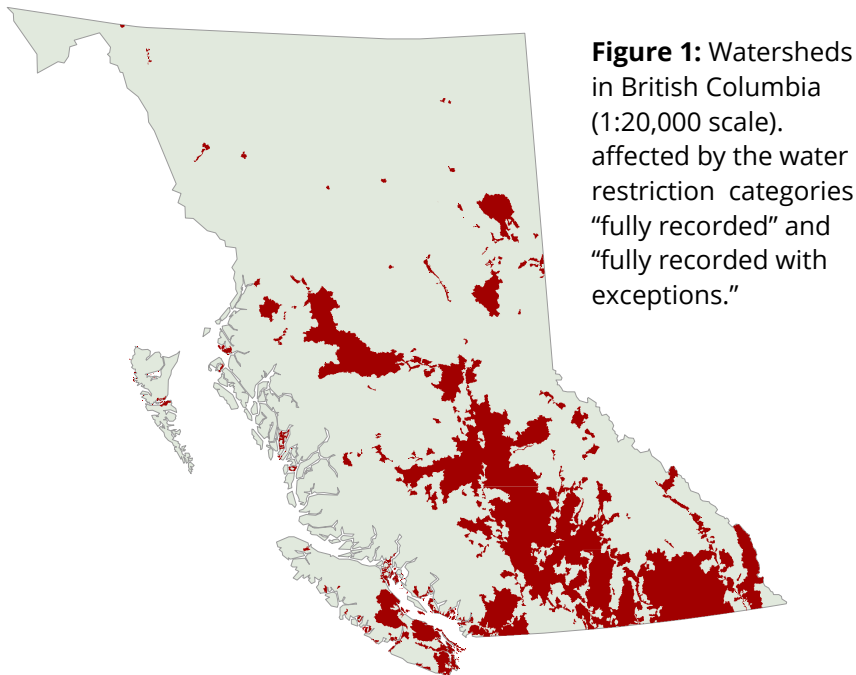 Figure 1: Watersheds
in British Columbia
(1:20,000 scale).
affected by the water
restriction categories
“fully recorded” and
“fully recorded with
exceptions.”